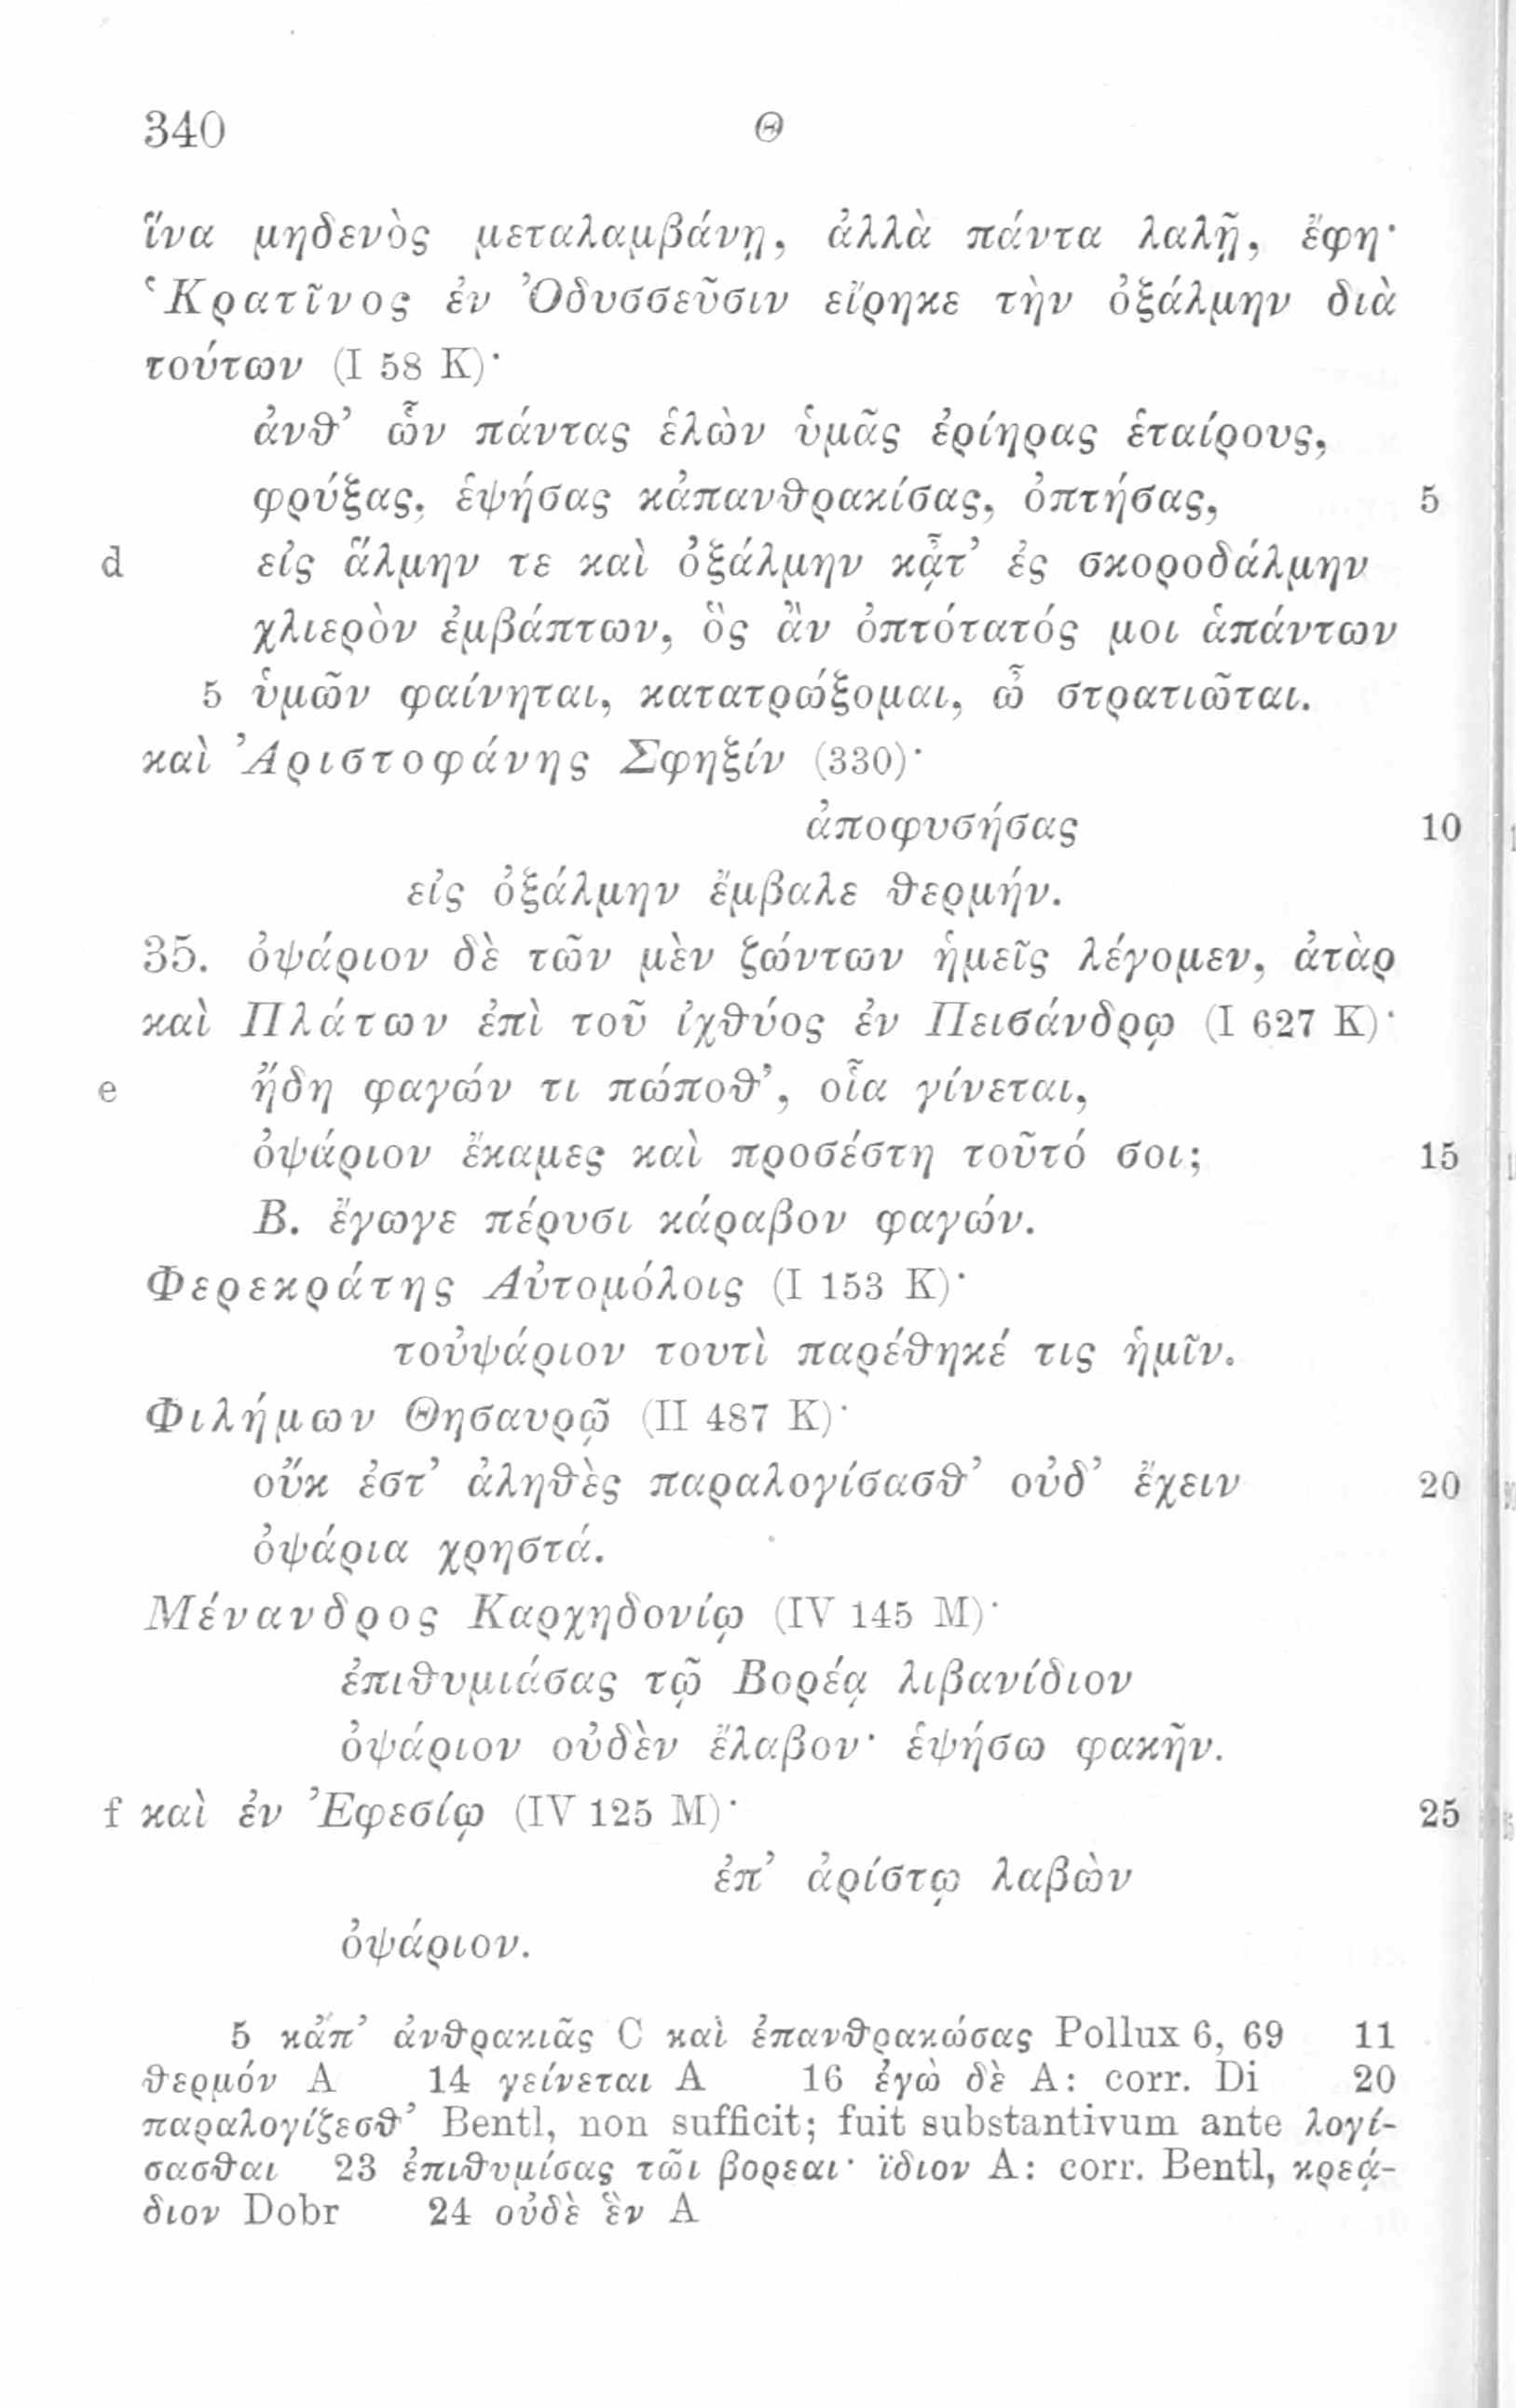 340 Θ
ἵνα μηδενὸς μεταλαμβάνῃ, ἀλλὰ πάντα λαλῇ, ἔφη·
‘Κρατῖνος ἐν Ὀδυσσεῦσιν εἴρηκε τὴν ὀξάλμην διὰ
τούτων (I 58 K)·
ἀνθ’ ὧν πάντας ἑλὼν ὑμᾶς ἐρίηρας ἑταίρους,
φρύξας, ἑψήσας κἀπανθρακίσας, ὀπτήσας, 5
d εἰς ἅλμην τε καὶ ὀξάλμην κᾆτ’ ἐς σκοροδάλμην
χλιερὸν ἐμβάπτων, ὃς ἂν ὀπτότατός μοι ἁπάντων
5 ὑμῶν φαίνηται, κατατρώξομαι, ὦ στρατιῶται.
καὶ Ἀριστοφάνης Σφηξίν (330)·
ἀποφυσήσας 10
εἰς ὀξάλμην ἔμβαλε θερμήν.
35. ὀψάριον δὲ τῶν μὲν ζώντων ἡμεῖς λέγομεν, ἀτὰρ
καὶ Πλάτων ἐπὶ τοῦ ἰχθύος ἐν Πεισάνδρῳ (I 627 K)·
e ἤδη φαγών τι πώποθ’, οἷα γίνεται,
ὀψάριον ἔκαμες καὶ προσέστη τοῦτό σοι; 15
Β. ἔγωγε πέρυσι κάραβον φαγών.
Φερεκράτης Αὐτομόλοις (I 153 K)·
τοὐψάριον τουτὶ παρέθηκέ τις ἡμῖν.
Φιλήμων Θησαυρῷ (II 487 K)·
οὔκ ἐστ’ ἀληθὲς παραλογίσασθ’ οὐδ’ ἔχειν 20
ὀψάρια χρηστά.
Μένανδρος Καρχηδονίῳ (IV 145 M)·
ἐπιθυμιάσας τῷ Βορέᾳ λιβανίδιον
ὀψάριον οὐδὲν ἔλαβον· ἑψήσω φακῆν.
f καὶ ἐν Ἐφεσίῳ (IV 125 M)· 25
ἐπ’ ἀρίστῳ λαβὼν
ὀψάριον.
5 κἄπ’ ἀνθρακιᾶς C καὶ ἐπανθρακώσας Pollux 6, 69 11
θερμόν A 14 γείνεται A 16 ἐγὼ δὲ A: corr. Di 20
παραλογίζεσθ’ Bentl, non sufficit; fuit substantivum ante λογί-
σασθαι 23 ἐπιθυμίσας τῶι βορεαι· ϊδιον A: corr. Bentl, κρεᾴ-
διον Dobr 24 οὐδὲ ἓν A